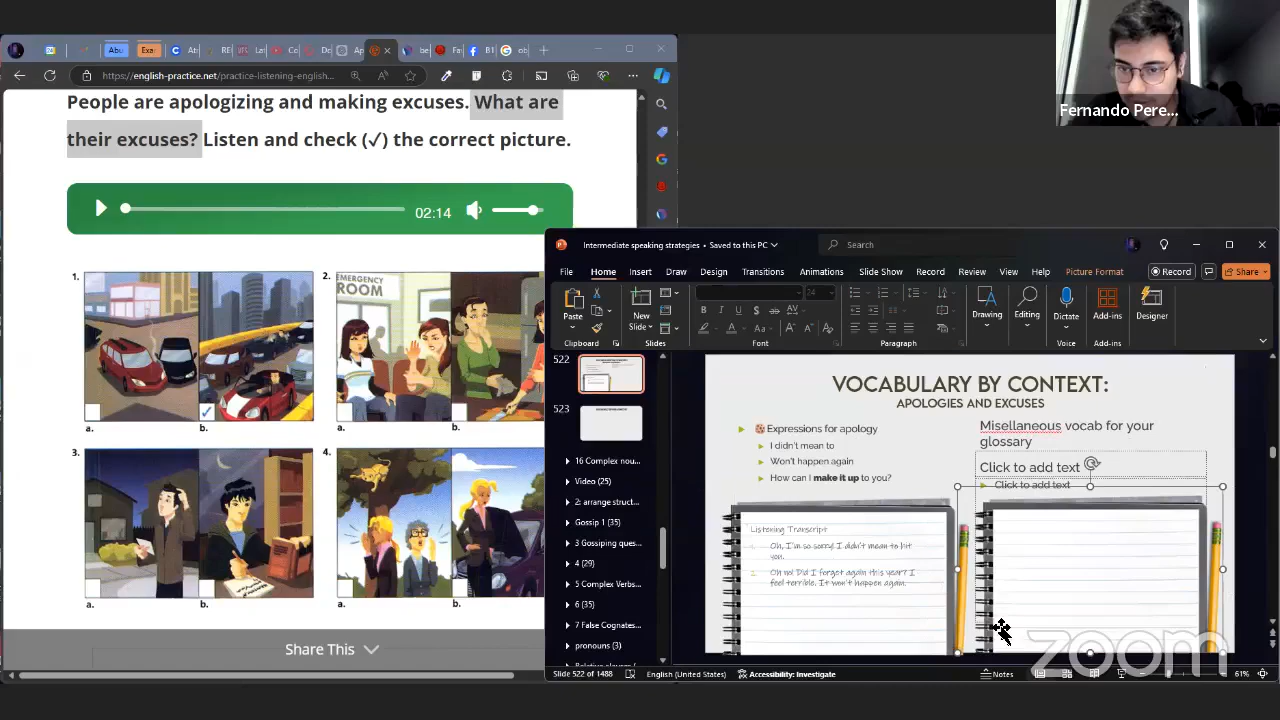 Abu
Exar
https://english-practice.net/practice-listening-english...
People are apologizing and making excuses. What are
their excuses? Listen and check (✓) the correct picture.
02:14
1.
2.
EMERGENCY
ROOM
a.
b.
a.
b.
3.
4.
a.
b.
a.
b.
Share This
Fernando Pere...
Intermediate speaking strategies • Saved to this PC
Search
File
Home
Insert
Draw
Design
Transitions
Animations
Slide Show
Record
Review
View
Help
Picture Format
Record
Share
Paste
New
Slide
24
Drawing
Editing
Dictate
Add-ins
Designer
Clipboard
Slides
Font
Paragraph
Voice
Add-ins
522
523
16 Complex nou...
Video (25)
2: arrange struct...
Gossip 1 (35)
3 Gossiping ques...
4 (29)
5 Complex Verbs...
6 (35)
7 False Cognates...
pronouns (3)
VOCABULARY BY CONTEXT:
APOLOGIES AND EXCUSES
Expressions for apology
I didn't mean to
Won't happen again
How can I make it up to you?
Misellaneous vocab for your
glossary
Click to add text
Click to add text
Listening Transcript
1. Oh, I'm so sorry! I didn't mean to hit
you.
2. Oh no! Did I forget again this year? I
feel terrible. It won't happen again.
Slide 522 of 1488
English (United States)
Accessibility: Investigate
Notes
61%
zoom